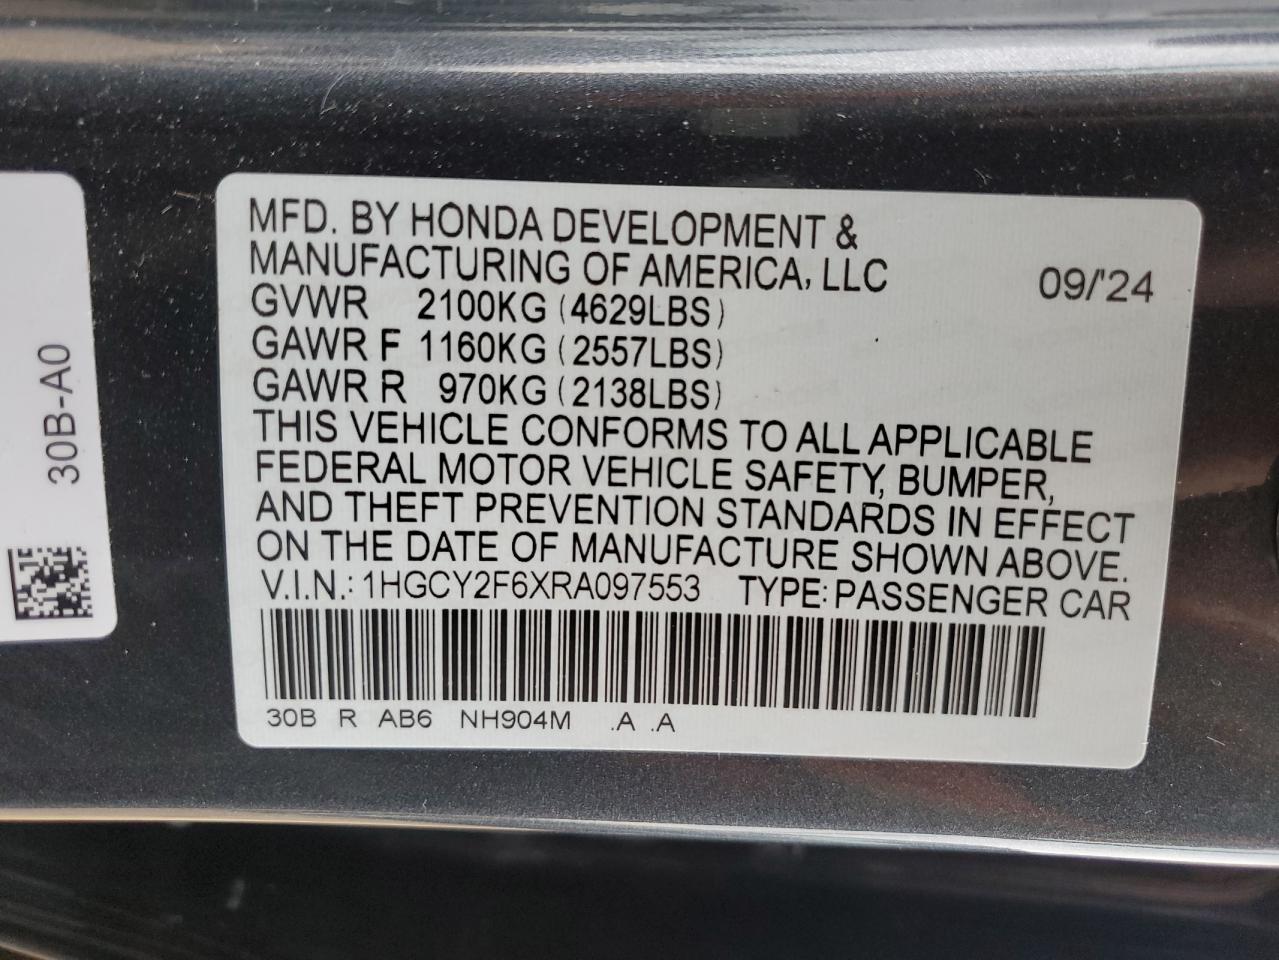 MFD. BY HONDA DEVELOPMENT &
MANUFACTURING OF AMERICA, LLC 09/'24
GVWR 2100KG (4629LBS)
GAWR F 1160KG (2557LBS)
GAWR R 970KG (2138LBS)
THIS VEHICLE CONFORMS TO ALL APPLICABLE
FEDERAL MOTOR VEHICLE SAFETY, BUMPER,
AND THEFT PREVENTION STANDARDS IN EFFECT
ON THE DATE OF MANUFACTURE SHOWN ABOVE.
V.I.N.: 1HGCY2F6XRA097553 TYPE: PASSENGER CAR
30B R AB6 NH904M .A .A
30B-A0